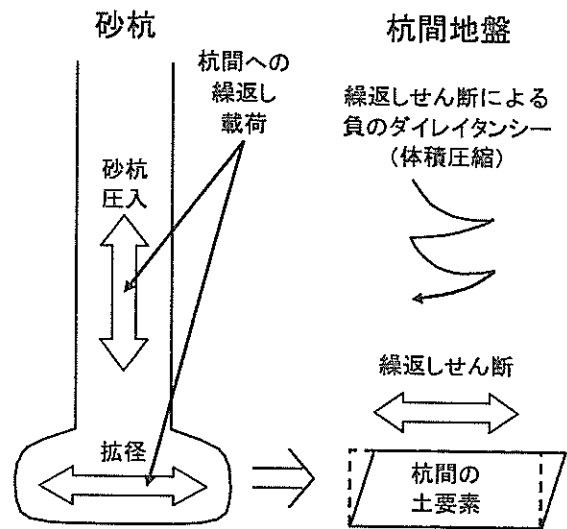 砂杭
杭間への
繰返し
載荷
砂杭
圧入
拡径
杭間地盤
繰返しせん断による
負のダイレイタンシー
（体積圧縮）
繰返しせん断
杭間の
土要素